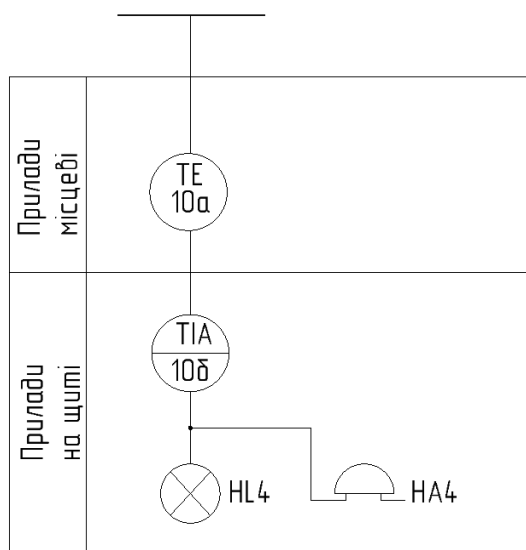 Прилади
місцеві
TE
10а
Прилади
на щиті
TIA
10б
HL4
HA4